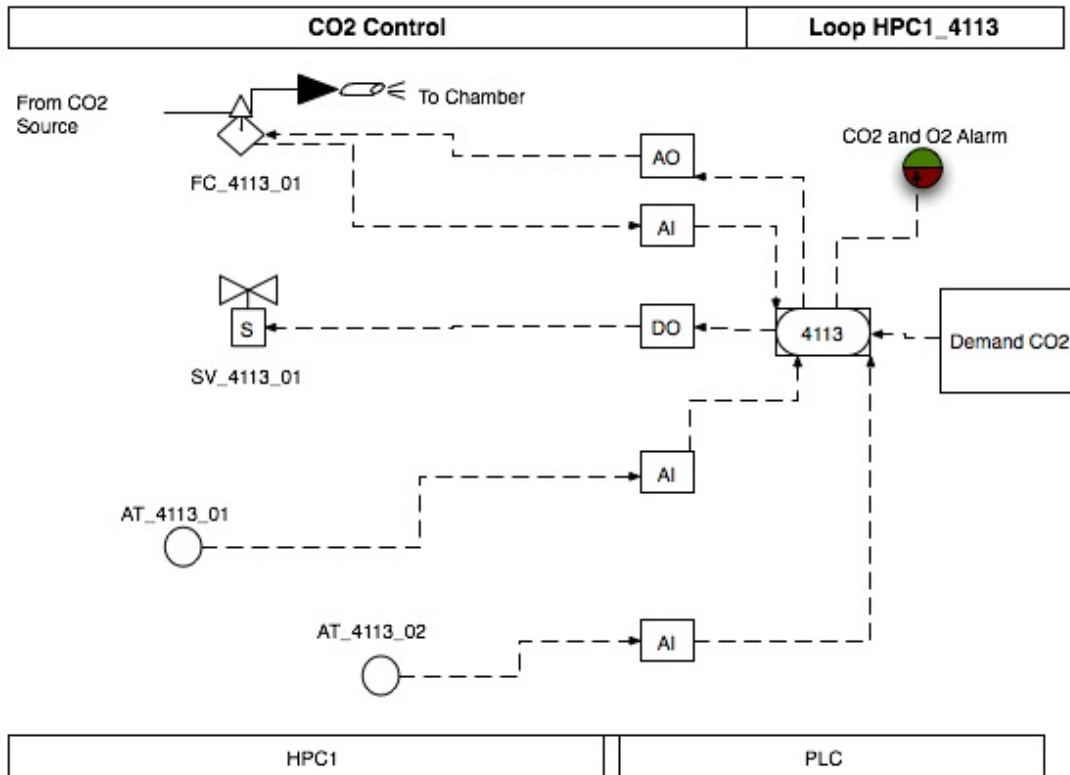 CO2 Control
Loop HPC1_4113
From CO2
Source
To Chamber
CO2 and O2 Alarm
AO
FC_4113_01
AI
S
DO
4113
Demand CO2
SV_4113_01
AI
AT_4113_01
AT_4113_02
AI
HPC1
PLC